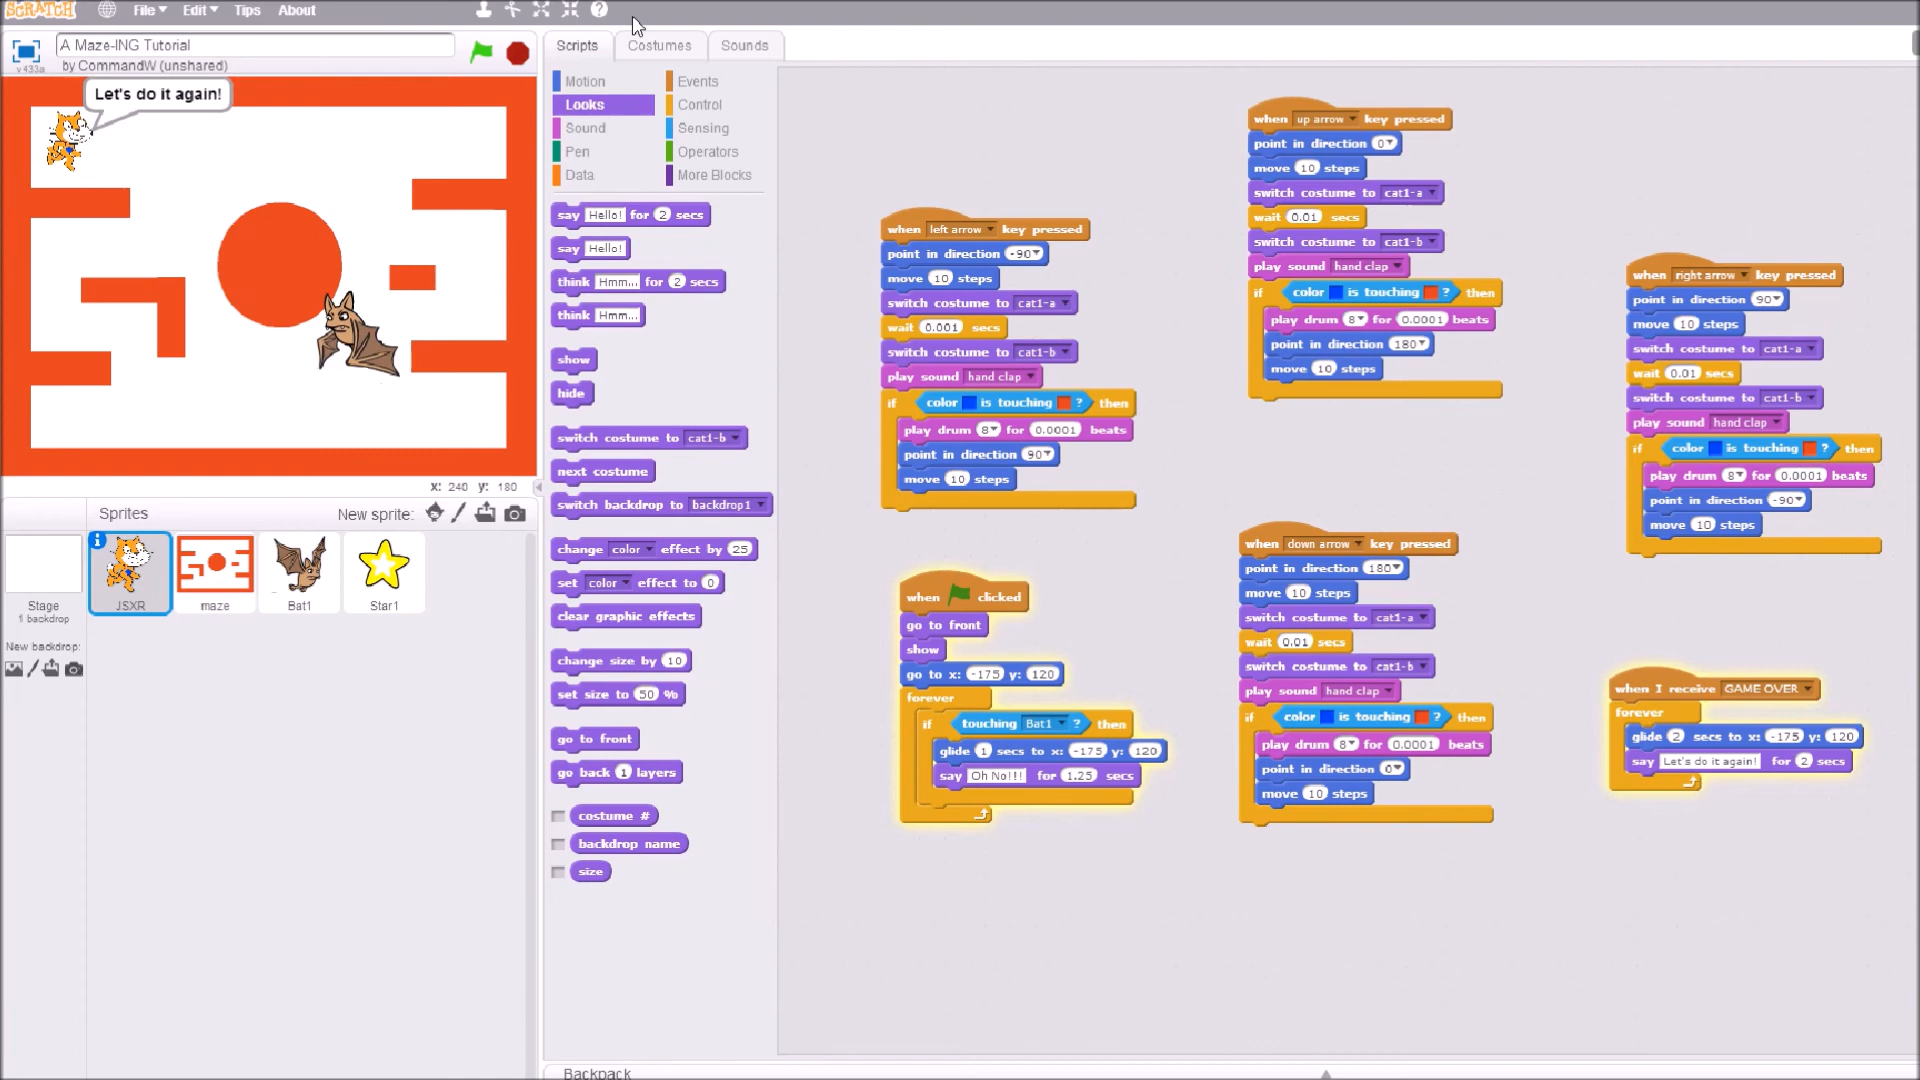 SCRATCH File Edit Tips About ?
A Maze-ING Tutorial
by CommandW (unshared)
v433a
Let's do it again!
x: 240 y: 180
Sprites New sprite:
Stage
1 backdrop
New backdrop:
JSXR
maze
Bat1
Star1
Scripts Costumes Sounds
Motion Events
Looks Control
Sound Sensing
Pen Operators
Data More Blocks
say Hello! for 2 secs
say Hello!
think Hmm... for 2 secs
think Hmm...
show
hide
switch costume to cat1-b
next costume
switch backdrop to backdrop1
change color effect by 25
set color effect to 0
clear graphic effects
change size by 10
set size to 50 %
go to front
go back 1 layers
costume #
backdrop name
size
when left arrow key pressed
point in direction -90
move 10 steps
switch costume to cat1-a
wait 0.001 secs
switch costume to cat1-b
play sound hand clap
if color is touching ? then
play drum 8 for 0.0001 beats
point in direction 90
move 10 steps
when clicked
go to front
show
go to x: -175 y: 120
forever
if touching Bat1 ? then
glide 1 secs to x: -175 y: 120
say Oh No!!! for 1.25 secs
when up arrow key pressed
point in direction 0
move 10 steps
switch costume to cat1-a
wait 0.01 secs
switch costume to cat1-b
play sound hand clap
if color is touching ? then
play drum 8 for 0.0001 beats
point in direction 180
move 10 steps
when down arrow key pressed
point in direction 180
move 10 steps
switch costume to cat1-a
wait 0.01 secs
switch costume to cat1-b
play sound hand clap
if color is touching ? then
play drum 8 for 0.0001 beats
point in direction 0
move 10 steps
when right arrow key pressed
point in direction 90
move 10 steps
switch costume to cat1-a
wait 0.01 secs
switch costume to cat1-b
play sound hand clap
if color is touching ? then
play drum 8 for 0.0001 beats
point in direction -90
move 10 steps
when I receive GAME OVER
forever
glide 2 secs to x: -175 y: 120
say Let's do it again! for 2 secs
Backpack